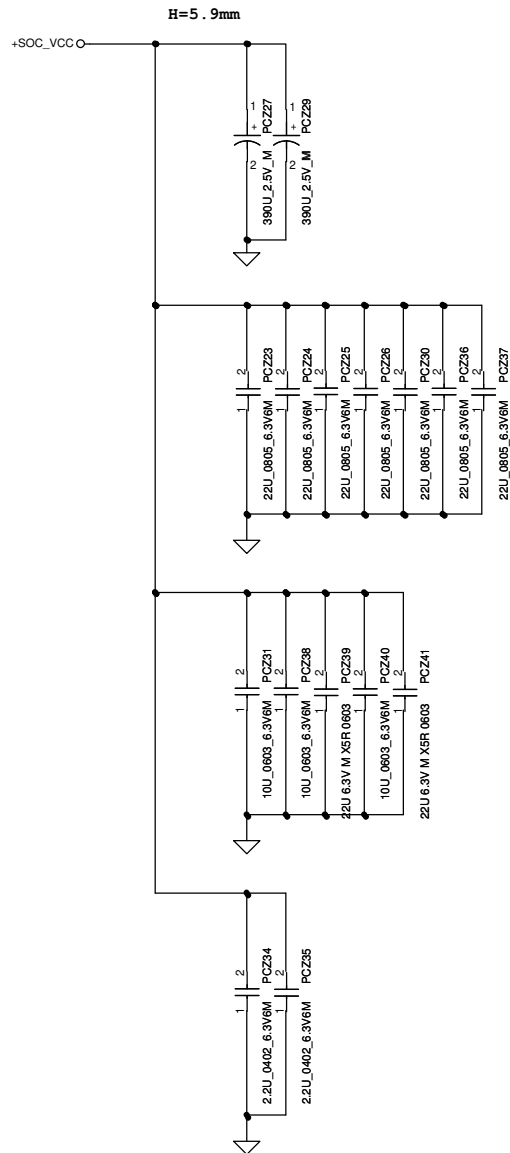 H=5.9mm
+SOC_VCC
1
+
2
PCZ27
390U_2.5V_M
1
+
2
PCZ29
390U_2.5V_M
2
1
PCZ23
22U_0805_6.3V6M
2
1
PCZ24
22U_0805_6.3V6M
2
1
PCZ25
22U_0805_6.3V6M
2
1
PCZ26
22U_0805_6.3V6M
2
1
PCZ30
22U_0805_6.3V6M
2
1
PCZ36
22U_0805_6.3V6M
2
1
PCZ37
22U_0805_6.3V6M
2
1
PCZ31
10U_0603_6.3V6M
2
1
PCZ38
10U_0603_6.3V6M
2
1
PCZ39
22U 6.3V M X5R 0603
2
1
PCZ40
10U_0603_6.3V6M
2
1
PCZ41
22U 6.3V M X5R 0603
2
1
PCZ34
2.2U_0402_6.3V6M
2
1
PCZ35
2.2U_0402_6.3V6M